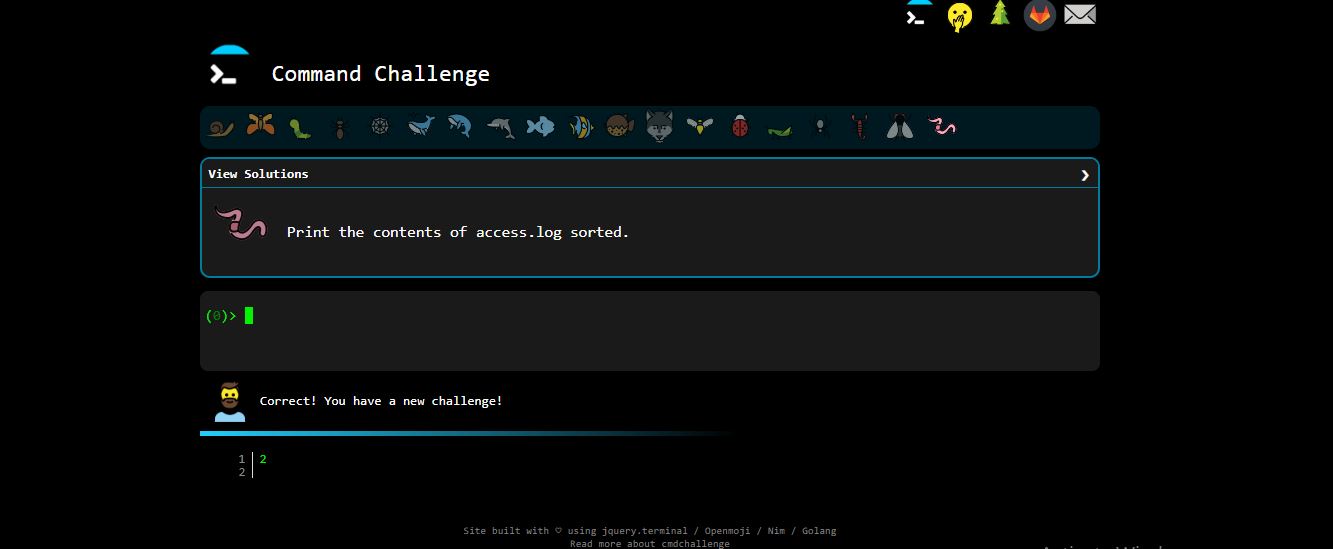 Command Challenge
View Solutions
Print the contents of access.log sorted.
(0)>
Correct! You have a new challenge!
1 2
2
Site built with ♡ using jquery.terminal / Openmoji / Nim / Golang
Read more about cmdchallenge